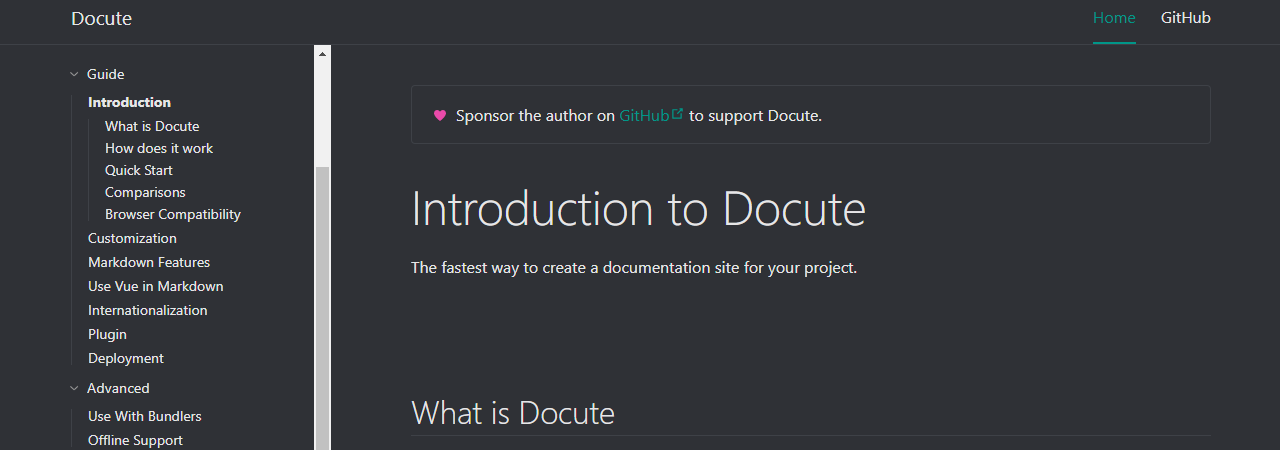 Docute
Home
GitHub
Guide
Introduction
What is Docute
How does it work
Quick Start
Comparisons
Browser Compatibility
Customization
Markdown Features
Use Vue in Markdown
Internationalization
Plugin
Deployment
Advanced
Use With Bundlers
Offline Support
Sponsor the author on GitHub to support Docute.
Introduction to Docute
The fastest way to create a documentation site for your project.
What is Docute